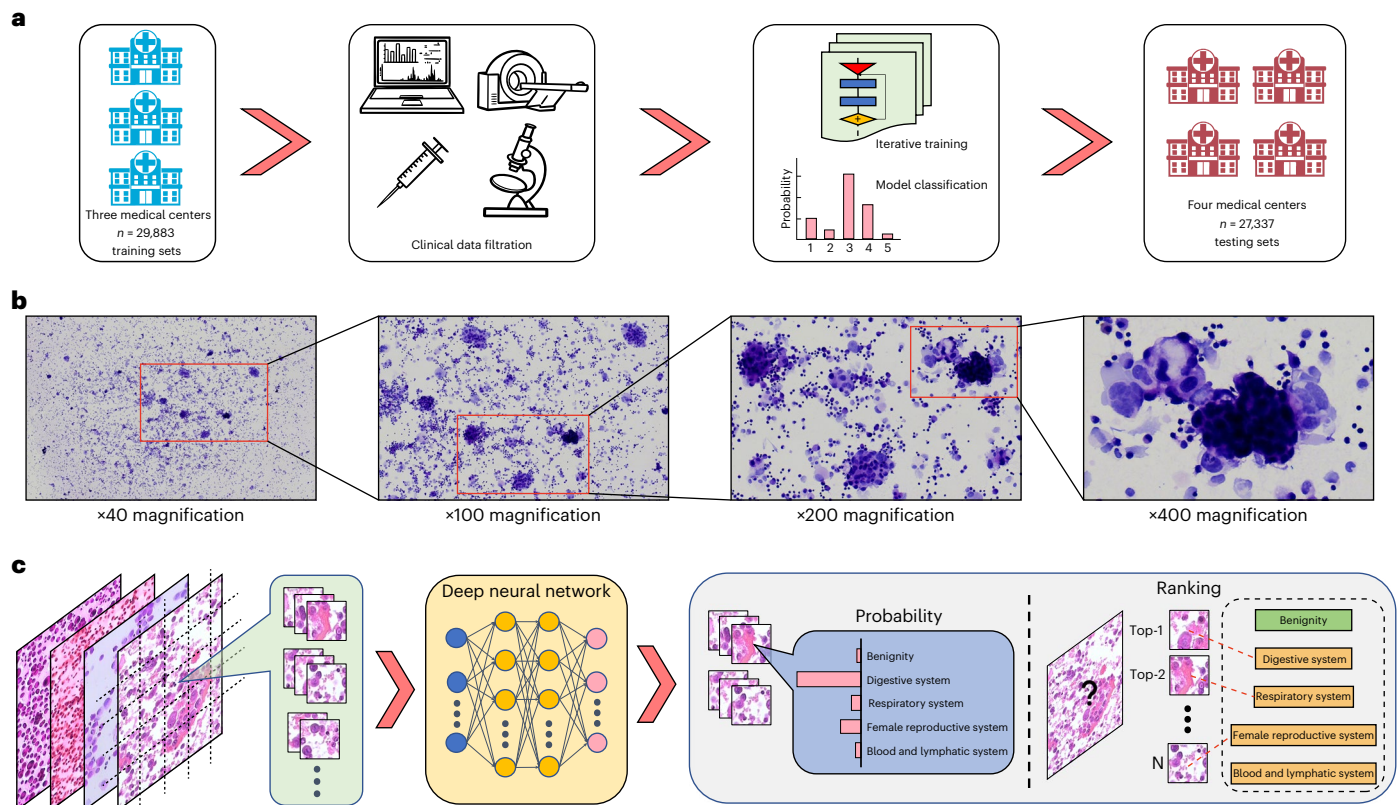 a
Three medical centers
n = 29,883
training sets
Clinical data filtration
Iterative training
Model classification
Probability
1 2 3 4 5
Four medical centers
n = 27,337
testing sets
b
×40 magnification
×100 magnification
×200 magnification
×400 magnification
c
Deep neural network
Probability
Benignity
Digestive system
Respiratory system
Female reproductive system
Blood and lymphatic system
Ranking
?
Top-1
Top-2
N
Benignity
Digestive system
Respiratory system
Female reproductive system
Blood and lymphatic system